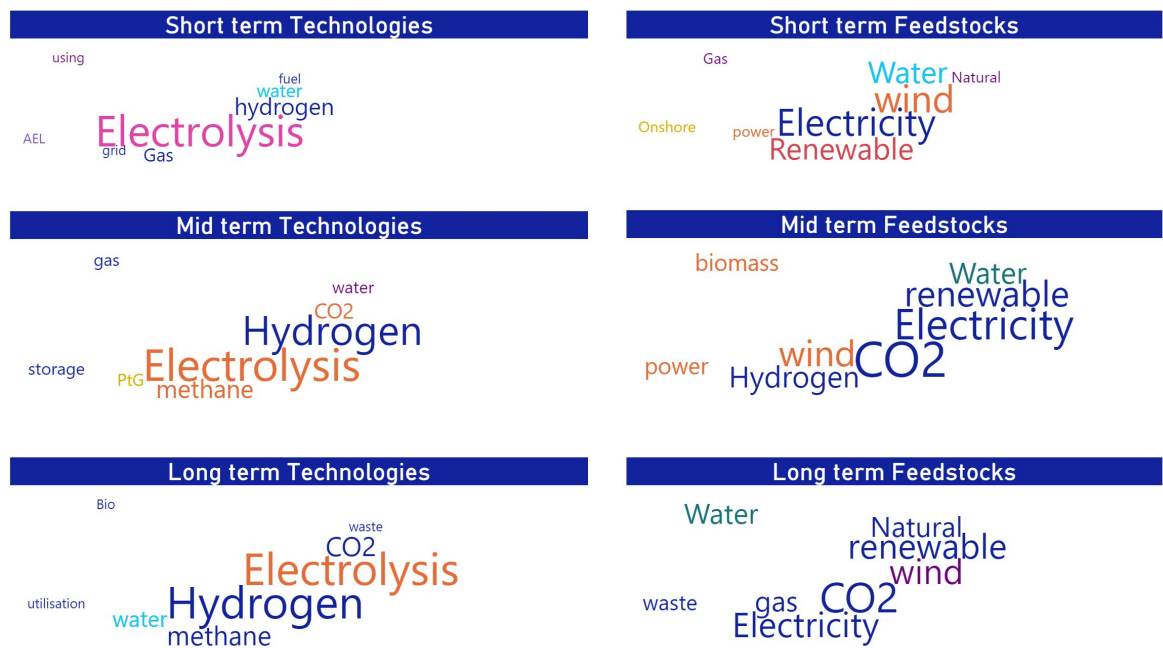 Short term Technologies
using
fuel
water
hydrogen
Electrolysis
AEL
grid
Gas
Short term Feedstocks
Gas
Water
Natural
wind
Electricity
Onshore
power
Renewable
Mid term Technologies
gas
water
CO2
Hydrogen
Electrolysis
storage
PtG
methane
Mid term Feedstocks
biomass
Water
renewable
Electricity
wind
CO2
power
Hydrogen
Long term Technologies
Bio
waste
CO2
Electrolysis
utilisation
Hydrogen
water
methane
Long term Feedstocks
Water
Natural
renewable
wind
waste
gas
CO2
Electricity